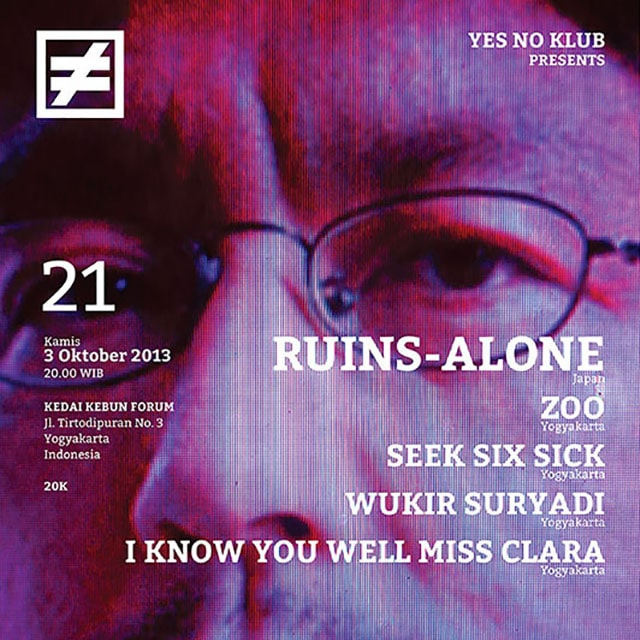 YES NO KLUB
PRESENTS
21
Kamis
3 Oktober 2013
20.00 WIB
KEDAI KEBUN FORUM
Jl. Tirtodipuran No. 3
Yogyakarta
Indonesia
20K
RUINS-ALONE
Japan
ZOO
Yogyakarta
SEEK SIX SICK
Yogyakarta
WUKIR SURYADI
Yogyakarta
I KNOW YOU WELL MISS CLARA
Yogyakarta